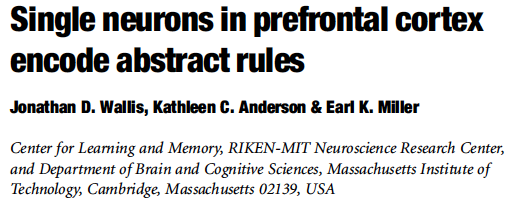 Single neurons in prefrontal cortex
encode abstract rules
Jonathan D. Wallis, Kathleen C. Anderson & Earl K. Miller
Center for Learning and Memory, RIKEN-MIT Neuroscience Research Center,
and Department of Brain and Cognitive Sciences, Massachusetts Institute of
Technology, Cambridge, Massachusetts 02139, USA